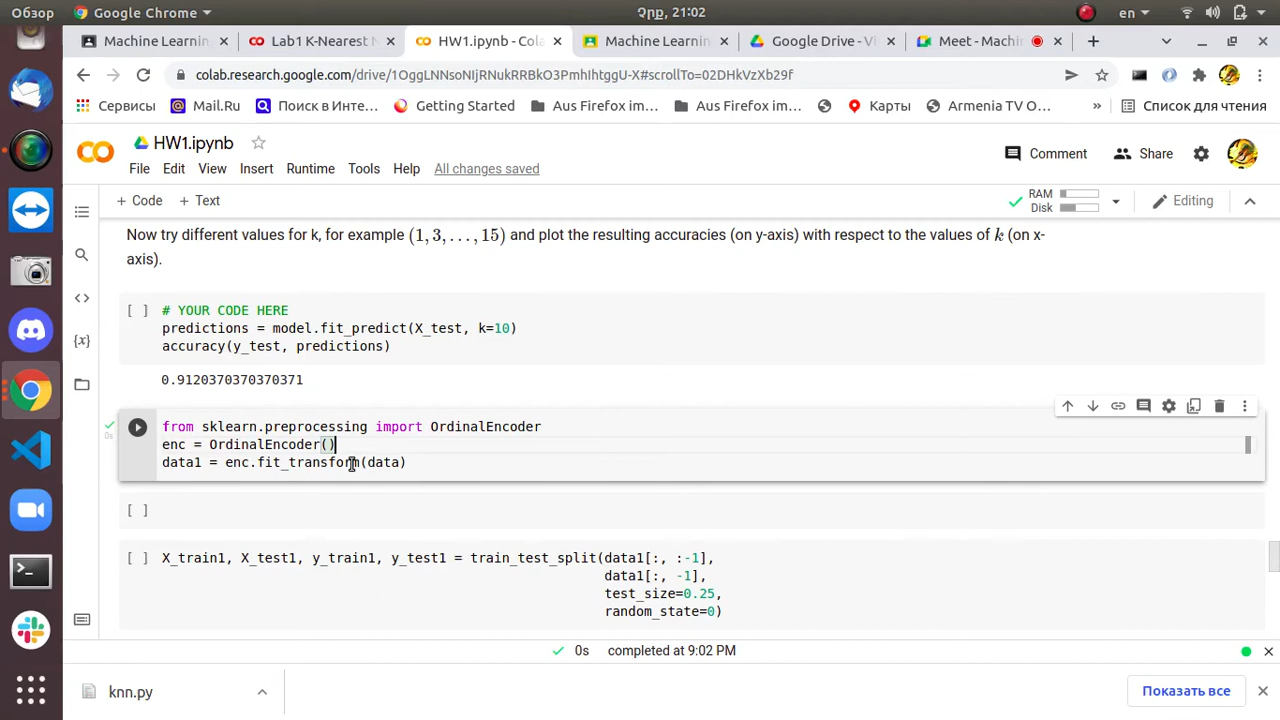 Обзор
Google Chrome
Չրք, 21:02
en
Machine Learning
Lab1 K-Nearest N
HW1.ipynb - Cola
Machine Learning
Google Drive - Vi
Meet - Machi
colab.research.google.com/drive/1OggLNNsoNIjRNukRRBkO3PmhIhtggU-X#scrollTo=02DHkVzXb29f
Сервисы
Mail.Ru
Поиск в Инте...
Getting Started
Aus Firefox im...
Aus Firefox im...
Карты
Armenia TV O...
»
Список для чтения
HW1.ipynb
Comment
Share
File
Edit
View
Insert
Runtime
Tools
Help
All changes saved
+ Code
+ Text
RAM
Disk
Editing
Now try different values for k, for example (1, 3, . . . , 15) and plot the resulting accuracies (on y-axis) with respect to the values of k (on x-
axis).
[ ]
# YOUR CODE HERE
predictions = model.fit_predict(X_test, k=10)
accuracy(y_test, predictions)
0.9120370370370371
0s
from sklearn.preprocessing import OrdinalEncoder
enc = OrdinalEncoder()
data1 = enc.fit_transform(data)
[ ]
[ ]
X_train1, X_test1, y_train1, y_test1 = train_test_split(data1[:, :-1],
data1[:, -1],
test_size=0.25,
random_state=0)
{x}
0s
completed at 9:02 PM
knn.py
Показать все